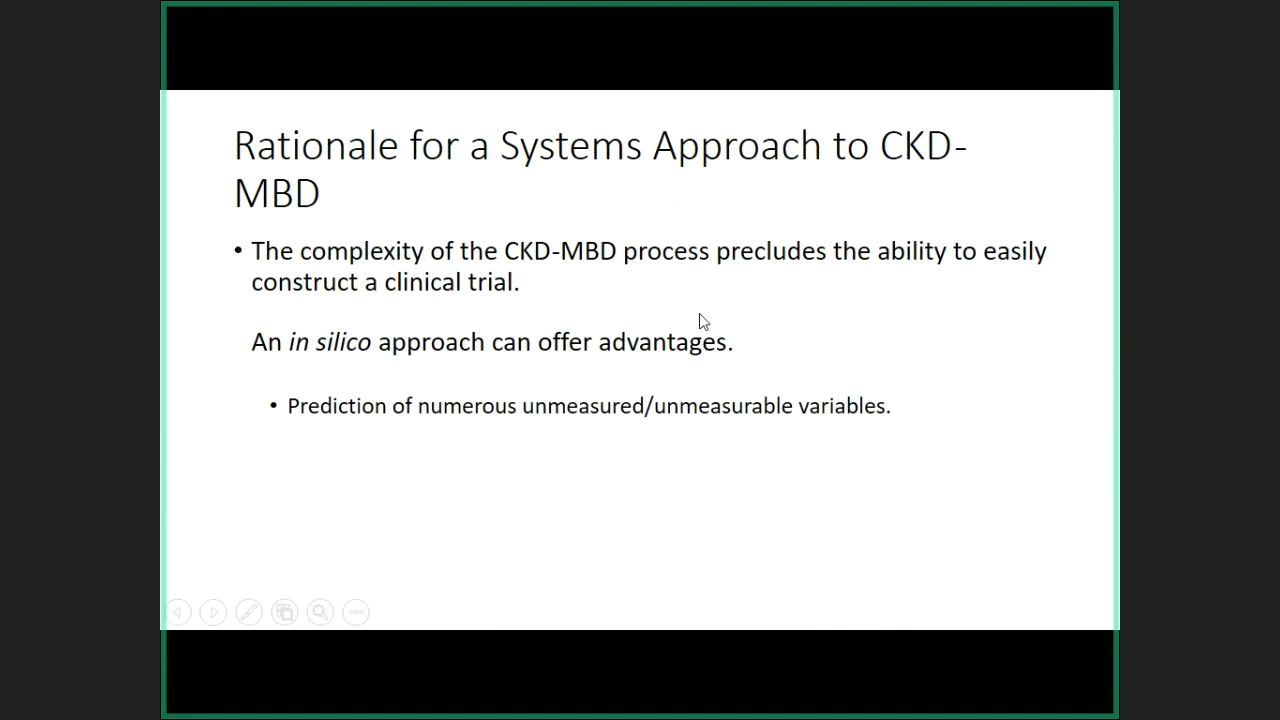 Rationale for a Systems Approach to CKD-
MBD
• The complexity of the CKD-MBD process precludes the ability to easily
construct a clinical trial.
An in silico approach can offer advantages.
• Prediction of numerous unmeasured/unmeasurable variables.